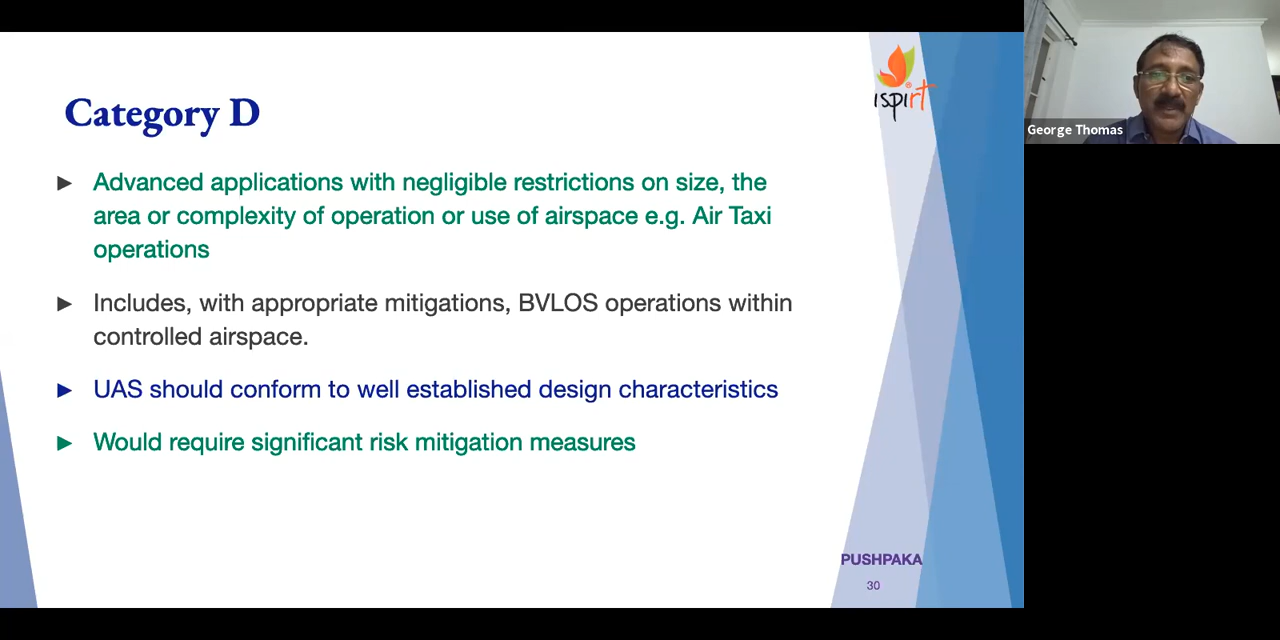 Category D
► Advanced applications with negligible restrictions on size, the
area or complexity of operation or use of airspace e.g. Air Taxi
operations
► Includes, with appropriate mitigations, BVLOS operations within
controlled airspace.
► UAS should conform to well established design characteristics
► Would require significant risk mitigation measures
PUSHPAKA
30
ispirt
®
George Thomas